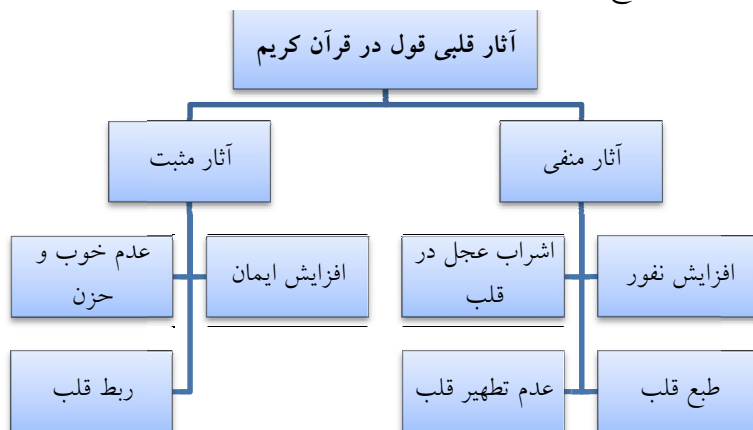 آثار قلبی قول در قرآن کریم
آثار منفی
آثار مثبت
افزایش نفور
اشراب عجل در
قلب
افزایش ایمان
عدم خوب و
حزن
طبع قلب
عدم تطهیر قلب
ربط قلب